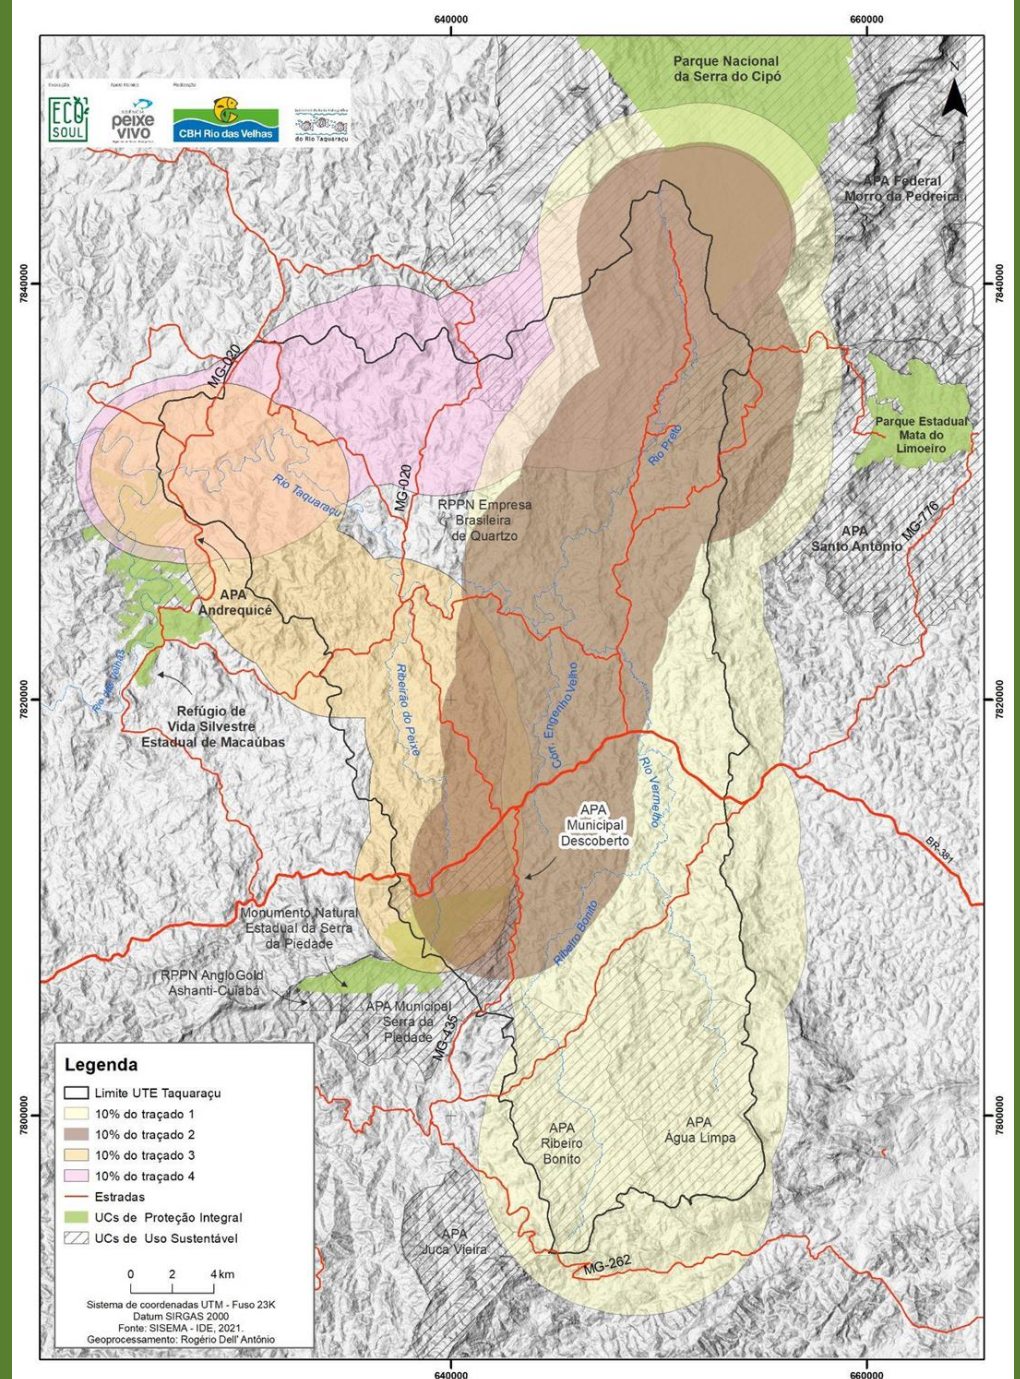 640000
660000
Parque Nacional
da Serra do Cipó
N
ECO
SOUL
peixe
vivo
CBH Rio das Velhas
do Rio Taquaraçu
APA Federal
Morro da Pedreira
7840000
7840000
MG-020
Parque Estadual
Mata do
Limoeiro
Rio Preto
MG-020
Rio Taquaraçu
RPPN Empresa
Brasileira
de Quartzo
MG-776
APA
Santo Antônio
APA
Andrequicé
Rio das Velhas
Ribeirão do Peixe
Córr. Engenho Velho
7820000
7820000
Refúgio de
Vida Silvestre
Estadual de Macaúbas
Rio Vermelho
APA
Municipal
Descoberto
BR-381
Monumento Natural
Estadual da Serra
da Piedade
Ribeiro Bonito
RPPN AngloGold
Ashanti-Cuiabá
APA Municipal
Serra da
Piedade
MG-435
7800000
7800000
APA
Ribeiro
Bonito
APA
Água Limpa
APA
Juca Vieira
MG-262
Legenda
Limite UTE Taquaraçu
10% do traçado 1
10% do traçado 2
10% do traçado 3
10% do traçado 4
Estradas
UCs de Proteção Integral
UCs de Uso Sustentável
0 2 4 km
Sistema de coordenadas UTM - Fuso 23K
Datum SIRGAS 2000
Fonte: SISEMA - IDE, 2021.
Geoprocessamento: Rogério Dell' Antônio
640000
660000